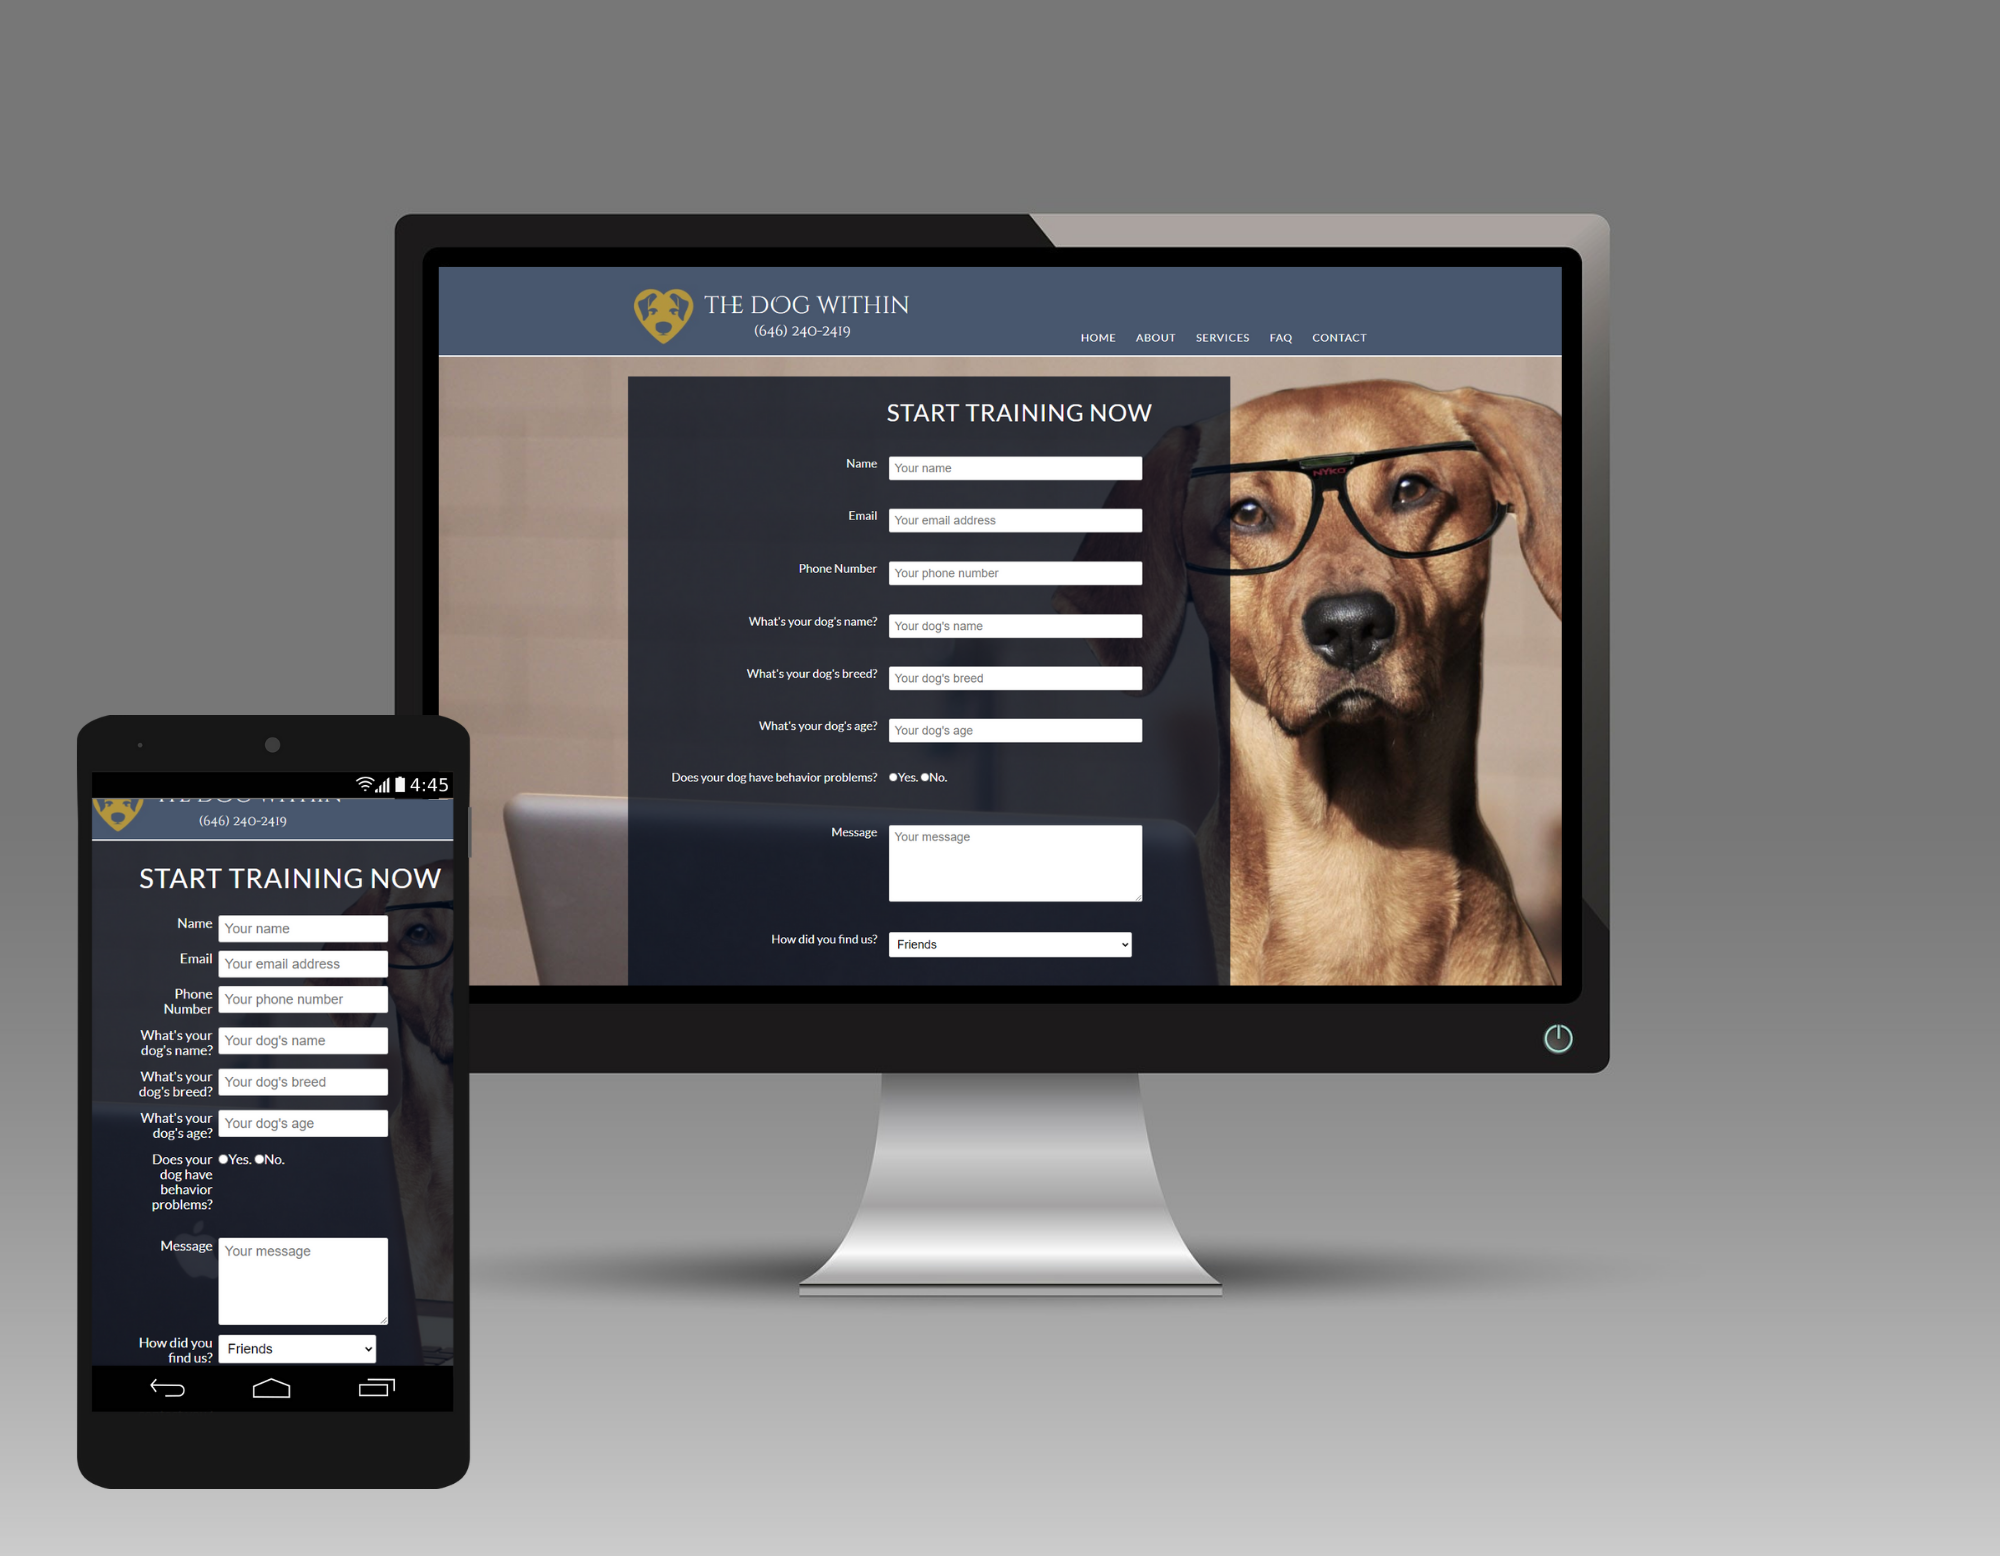 THE DOG WITHIN
(646) 240-2419
HOME ABOUT SERVICES FAQ CONTACT
START TRAINING NOW
Name Your name
Email Your email address
Phone Number Your phone number
What's your dog's name? Your dog's name
What's your dog's breed? Your dog's breed
What's your dog's age? Your dog's age
Does your dog have behavior problems? Yes. No.
Message Your message
How did you find us? Friends
NYKO
4:45
THE DOG WITHIN
(646) 240-2419
START TRAINING NOW
Name Your name
Email Your email address
Phone
Number Your phone number
What's your
dog's name? Your dog's name
What's your
dog's breed? Your dog's breed
What's your
dog's age? Your dog's age
Does your Yes. No.
dog have
behavior
problems?
Message Your message
How did you
find us? Friends